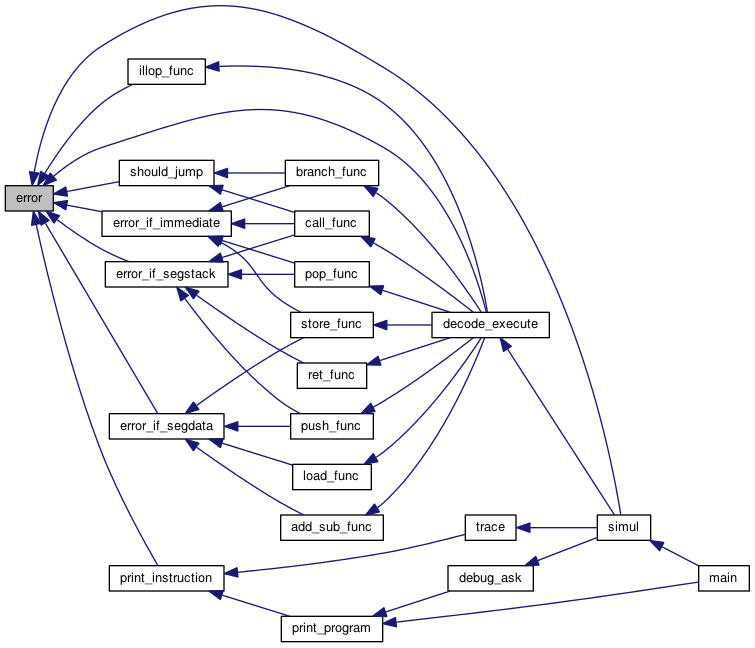 illop_func
should_jump
branch_func
error
error_if_immediate
call_func
error_if_segstack
pop_func
store_func
decode_execute
ret_func
error_if_segdata
push_func
load_func
add_sub_func
trace
simul
print_instruction
debug_ask
main
print_program